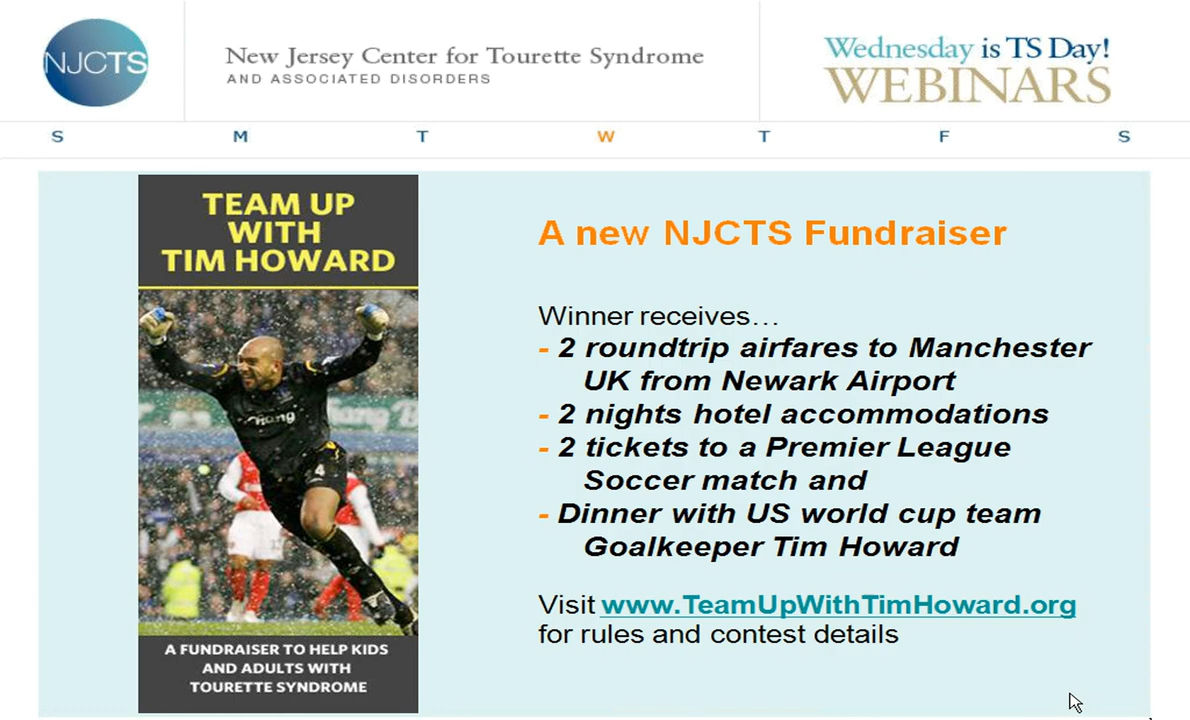 NJCTS
New Jersey Center for Tourette Syndrome
AND ASSOCIATED DISORDERS
Wednesday is TS Day!
WEBINARS
S M T W T F S
TEAM UP
WITH
TIM HOWARD
Chang
4
A FUNDRAISER TO HELP KIDS
AND ADULTS WITH
TOURETTE SYNDROME
A new NJCTS Fundraiser
Winner receives…
- 2 roundtrip airfares to Manchester
UK from Newark Airport
- 2 nights hotel accommodations
- 2 tickets to a Premier League
Soccer match and
- Dinner with US world cup team
Goalkeeper Tim Howard
Visit www.TeamUpWithTimHoward.org
for rules and contest details